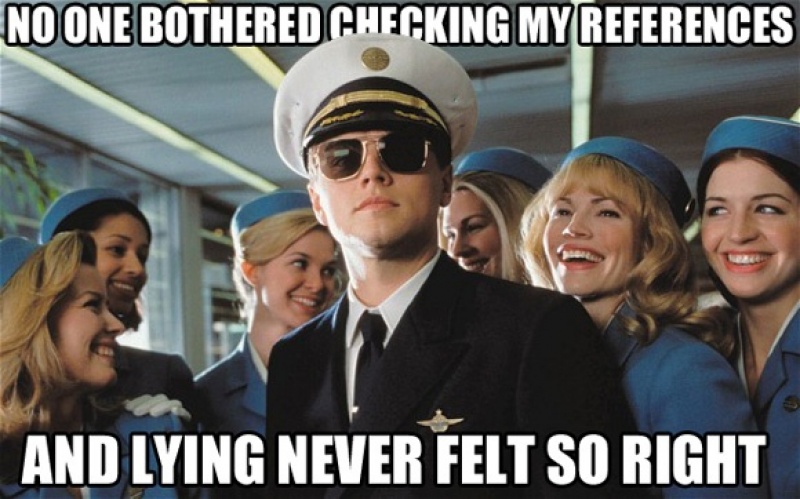 NO ONE BOTHERED CHECKING MY REFERENCES
AND LYING NEVER FELT SO RIGHT